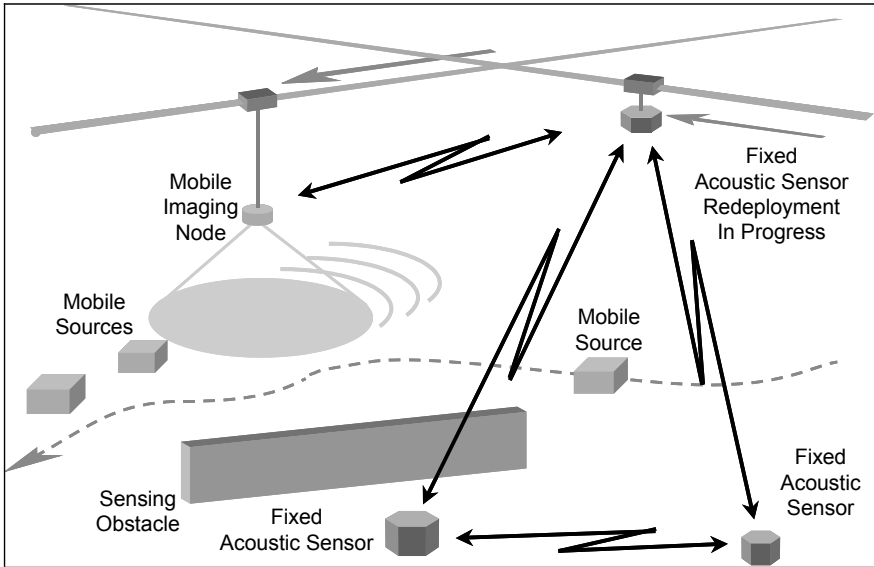 Mobile
Imaging
Node
Fixed
Acoustic Sensor
Redeployment
In Progress
Mobile
Sources
Mobile
Source
Sensing
Obstacle
Fixed
Acoustic Sensor
Fixed
Acoustic
Sensor